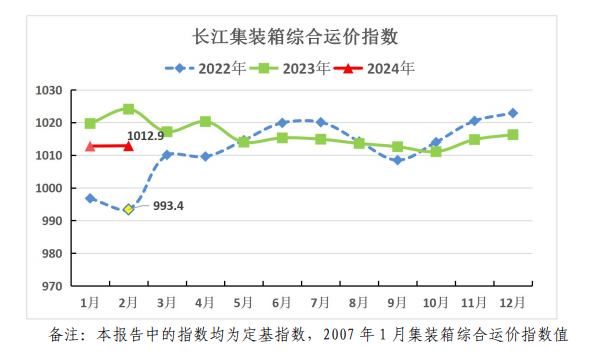 长江集装箱综合运价指数
2022年 2023年 2024年
1030
1020
1010
1000
990
980
970
1012.9
993.4
1月 2月 3月 4月 5月 6月 7月 8月 9月 10月 11月 12月
备注：本报告中的指数均为定基指数，2007年1月集装箱综合运价指数值